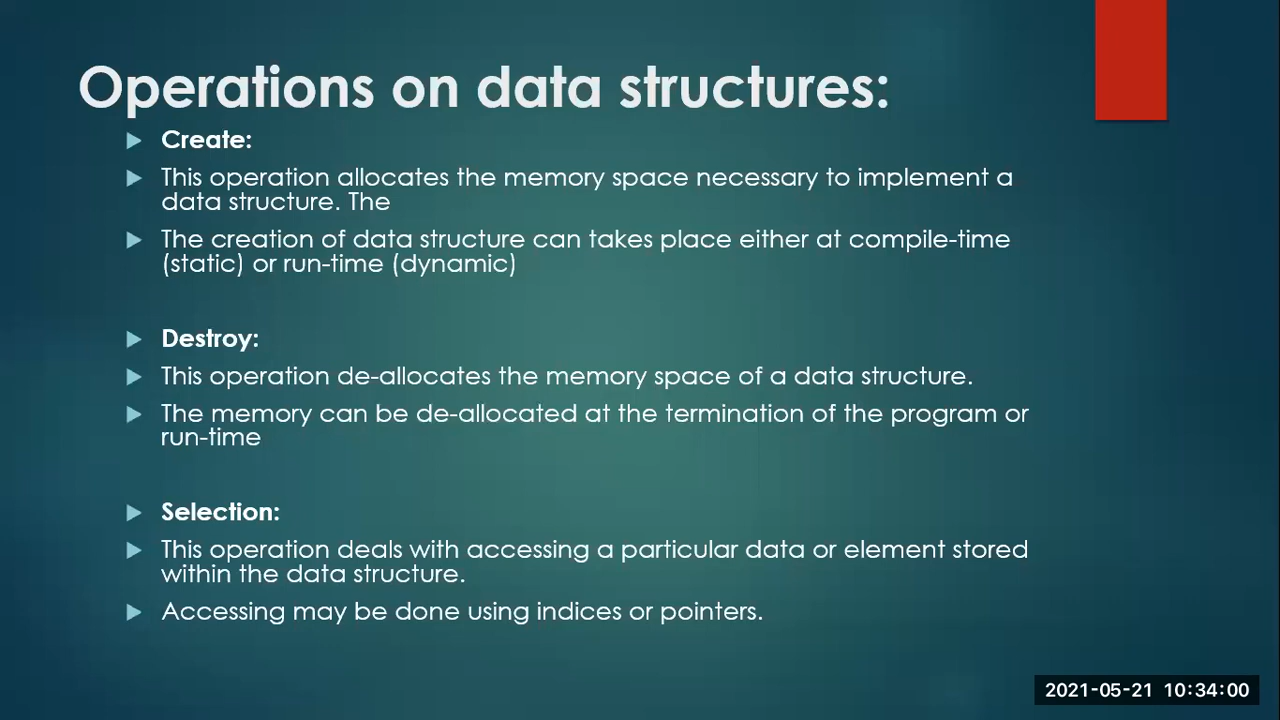 Operations on data structures:
Create:
This operation allocates the memory space necessary to implement a
data structure. The
The creation of data structure can takes place either at compile-time
(static) or run-time (dynamic)
Destroy:
This operation de-allocates the memory space of a data structure.
The memory can be de-allocated at the termination of the program or
run-time
Selection:
This operation deals with accessing a particular data or element stored
within the data structure.
Accessing may be done using indices or pointers.
2021-05-21 10:34:00